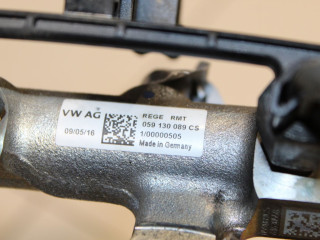 VW AG
REGE RMT
059 130 089 CS
09/05/16
1/00000505
Made in Germany